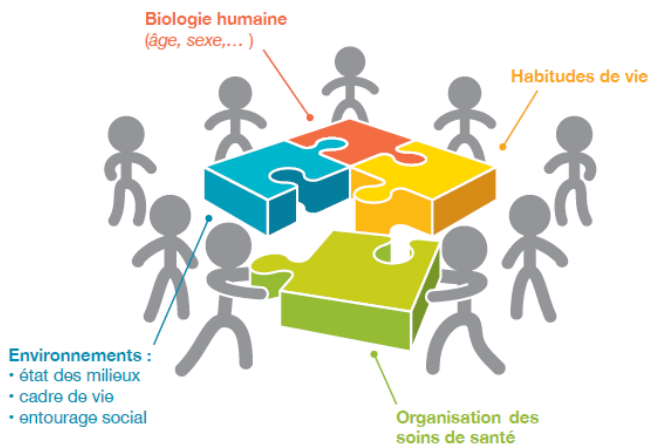 Biologie humaine
(âge, sexe,... )
Habitudes de vie
Environnements :
• état des milieux
• cadre de vie
• entourage social
Organisation des
soins de santé